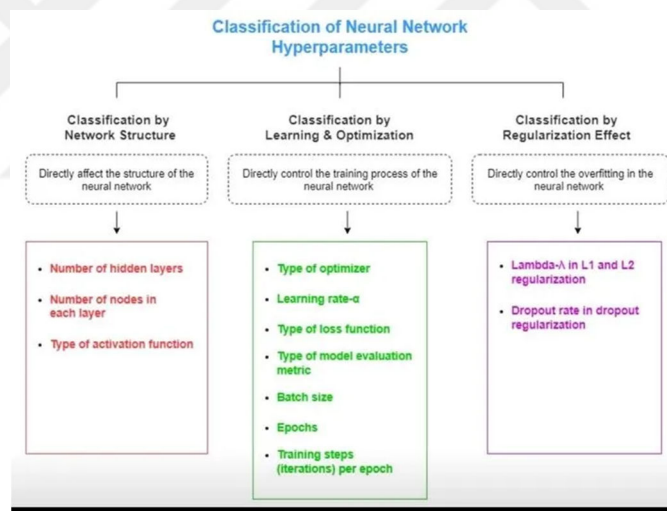 Classification of Neural Network
Hyperparameters
Classification by
Network Structure
Directly affect the structure of the
neural network
• Number of hidden layers
• Number of nodes in
each layer
• Type of activation function
Classification by
Learning & Optimization
Directly control the training process of the
neural network
• Type of optimizer
• Learning rate-α
• Type of loss function
• Type of model evaluation
metric
• Batch size
• Epochs
• Training steps
(iterations) per epoch
Classification by
Regularization Effect
Directly control the overfitting in the
neural network
• Lambda-λ in L1 and L2
regularization
• Dropout rate in dropout
regularization